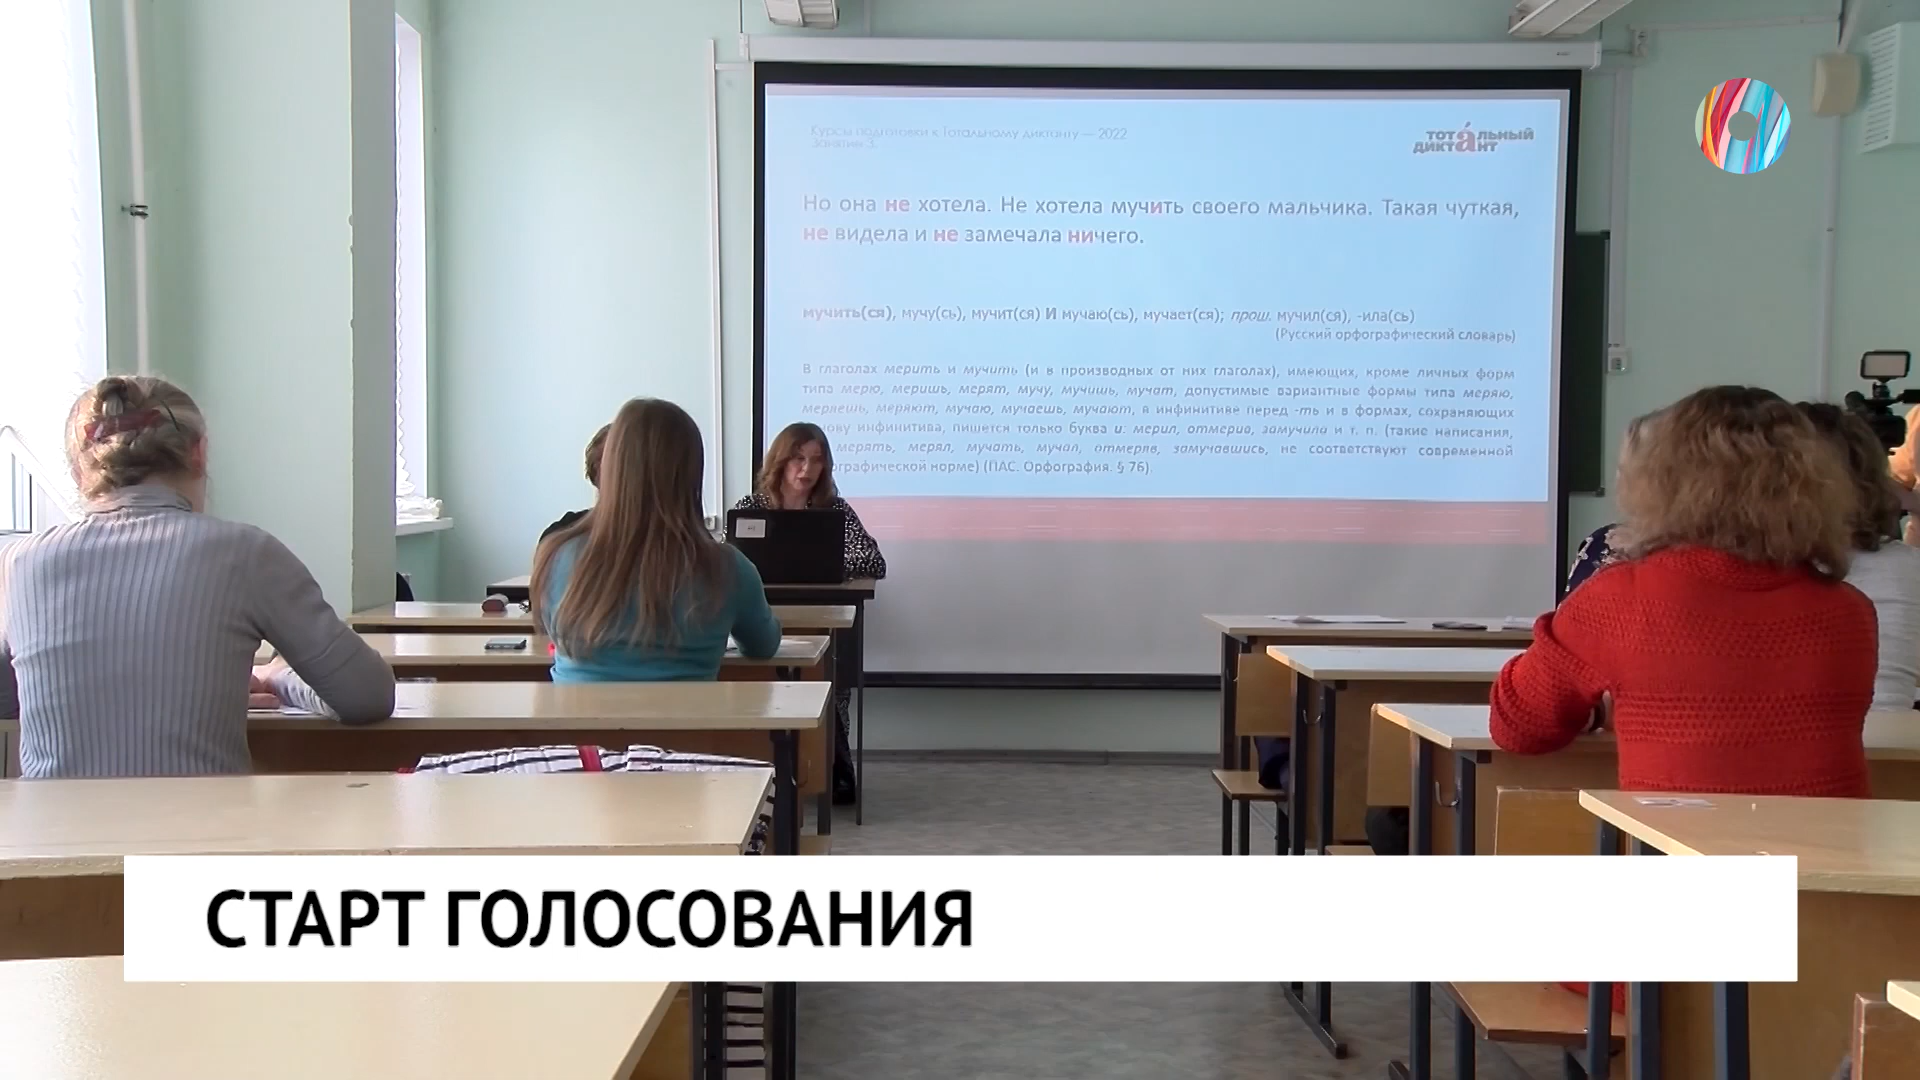 Курсы подготовки к Тотальному диктанту — 2022
Занятие 3.
тотальный
диктант
Но она не хотела. Не хотела мучить своего мальчика. Такая чуткая,
не видела и не замечала ничего.
мучить(ся), мучу(сь), мучит(ся) И мучаю(сь), мучает(ся); прош. мучил(ся), -ила(сь)
(Русский орфографический словарь)
В глаголах мерить и мучить (и в производных от них глаголах), имеющих, кроме личных форм
типа мерю, меришь, мерят, мучу, мучишь, мучат, допустимые вариантные формы типа меряю,
меряешь, меряют, мучаю, мучаешь, мучают, в инфинитиве перед -ть и в формах, сохраняющих
нову инфинитива, пишется только буква и: мерил, отмерив, замучила и т. п. (такие написания,
мерять, мерял, мучать, мучал, отмеряв, замучавшись, не соответствуют современной
ографической норме) (ПАС. Орфография. § 76).
СТАРТ ГОЛОСОВАНИЯ